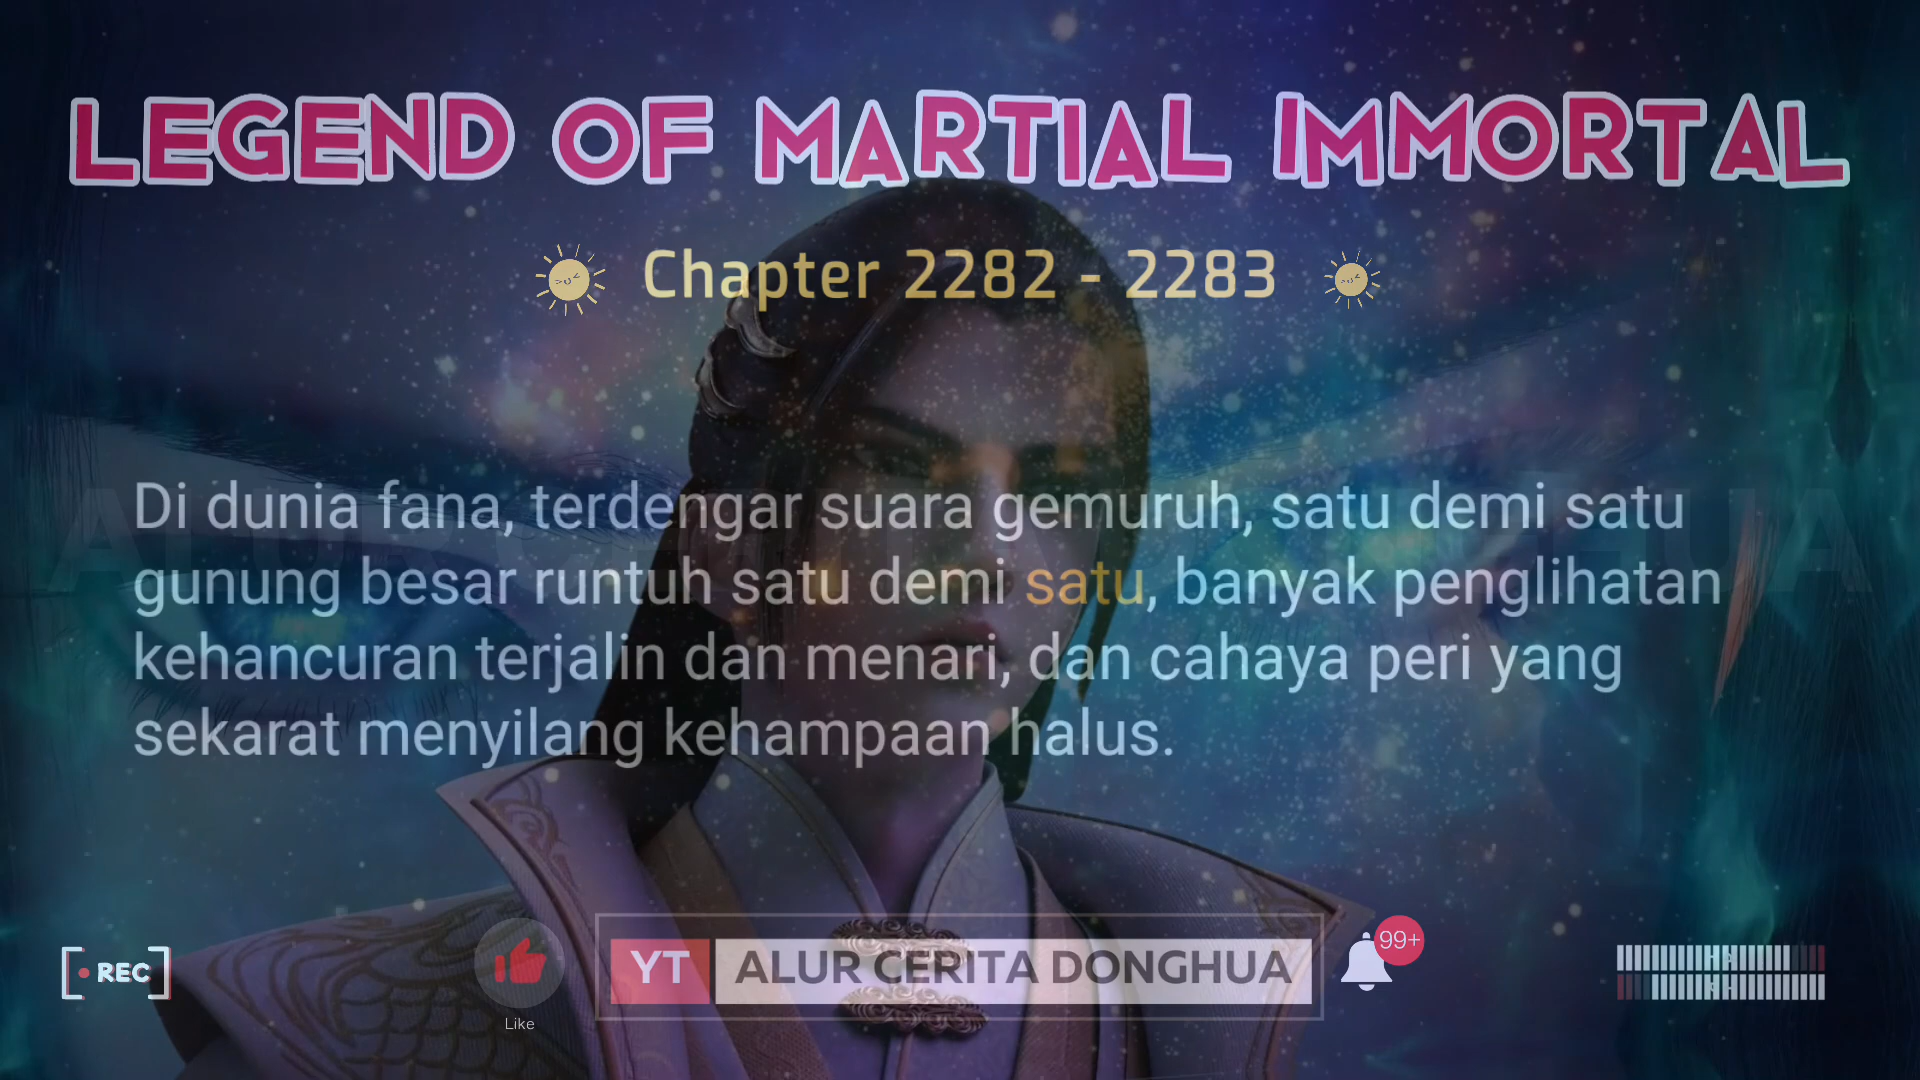 LEGEND OF MARTIAL IMMORTAL
Chapter 2282 - 2283
Di dunia fana, terdengar suara gemuruh, satu demi satu
gunung besar runtuh satu demi satu, banyak penglihatan
kehancuran terjalin dan menari, dan cahaya peri yang
sekarat menyilang kehampaan halus.
REC
Like
YT ALUR CERITA DONGHUA
99+